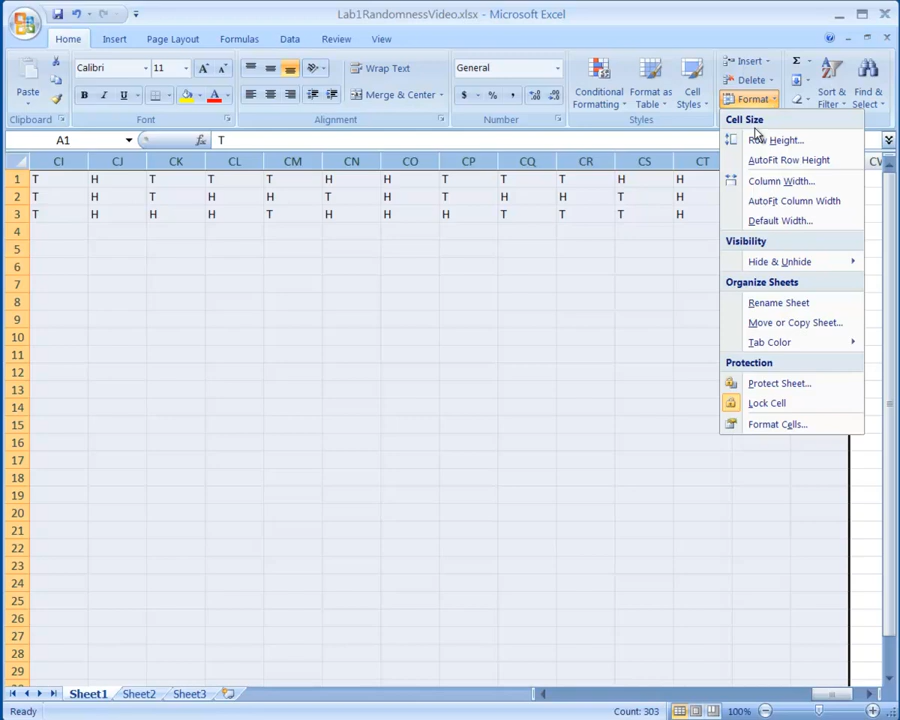 Lab1RandomnessVideo.xlsx - Microsoft Excel
Home Insert Page Layout Formulas Data Review View
Calibri 11 A A Wrap Text General Insert Σ
Paste B I U A Merge & Center $ % , Conditional Formatting Format as Table Cell Styles Delete Format Sort & Filter Find & Select
Clipboard Font Alignment Number Styles
A1 fx T
CI CJ CK CL CM CN CO CP CQ CR CS CT CV
1 T H T T T H H T T T H H
2 T H T H H T H T H H T H
3 T H H H T H H H T T T H
4
5
6
7
8
9
10
11
12
13
14
15
16
17
18
19
20
21
22
23
24
25
26
27
28
29
Cell Size
Row Height...
AutoFit Row Height
Column Width...
AutoFit Column Width
Default Width...
Visibility
Hide & Unhide
Organize Sheets
Rename Sheet
Move or Copy Sheet...
Tab Color
Protection
Protect Sheet...
Lock Cell
Format Cells...
Sheet1 Sheet2 Sheet3
Count: 303 100%